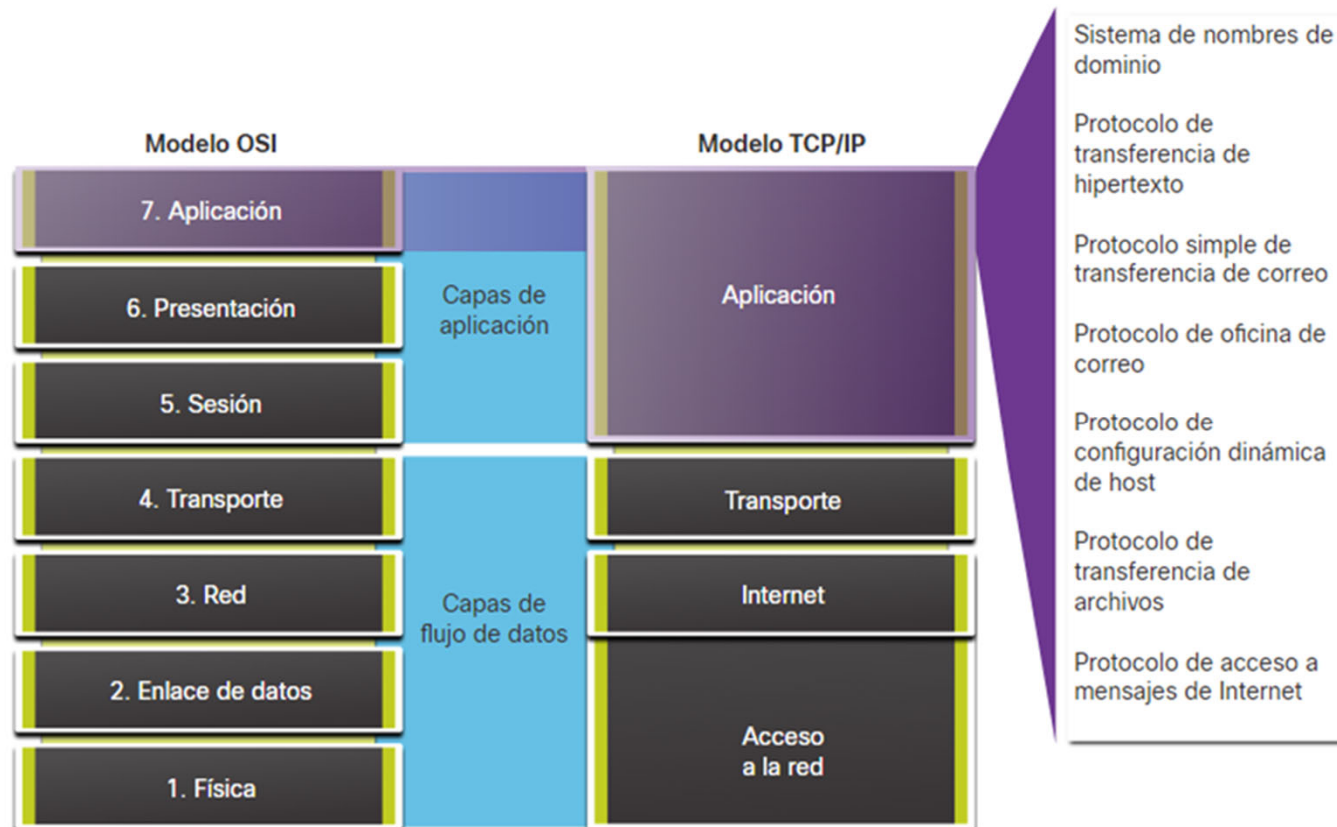 Modelo OSI
7. Aplicación
6. Presentación
5. Sesión
4. Transporte
3. Red
2. Enlace de datos
1. Física
Capas de
aplicación
Capas de
flujo de datos
Modelo TCP/IP
Aplicación
Transporte
Internet
Acceso
a la red
Sistema de nombres de
dominio
Protocolo de
transferencia de
hipertexto
Protocolo simple de
transferencia de correo
Protocolo de oficina de
correo
Protocolo de
configuración dinámica
de host
Protocolo de
transferencia de
archivos
Protocolo de acceso a
mensajes de Internet